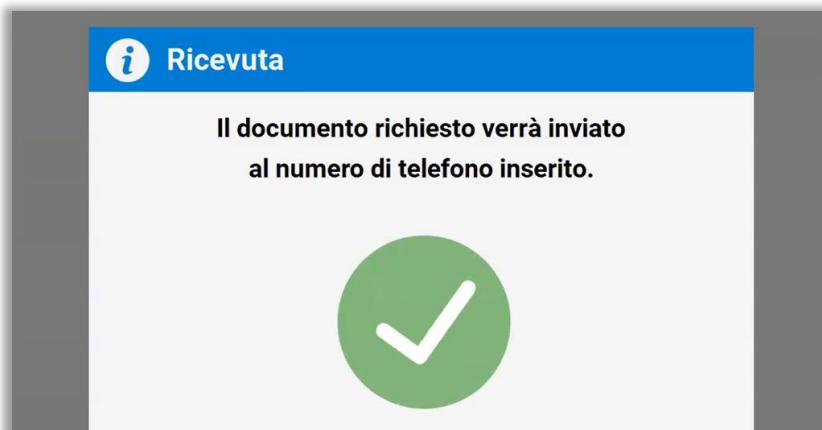 i Ricevuta
Il documento richiesto verrà inviato
al numero di telefono inserito.